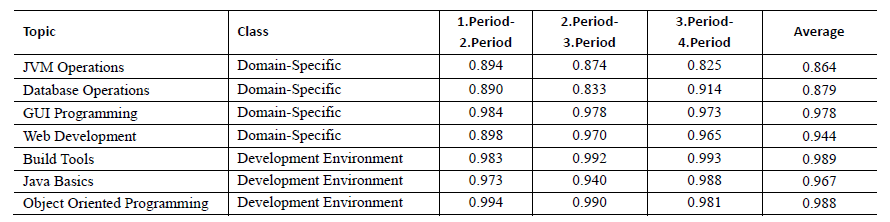 Topic Class 1.Period-2.Period 2.Period-3.Period 3.Period-4.Period Average
JVM Operations Domain-Specific 0.894 0.874 0.825 0.864
Database Operations Domain-Specific 0.890 0.833 0.914 0.879
GUI Programming Domain-Specific 0.984 0.978 0.973 0.978
Web Development Domain-Specific 0.898 0.970 0.965 0.944
Build Tools Development Environment 0.983 0.992 0.993 0.989
Java Basics Development Environment 0.973 0.940 0.988 0.967
Object Oriented Programming Development Environment 0.994 0.990 0.981 0.988